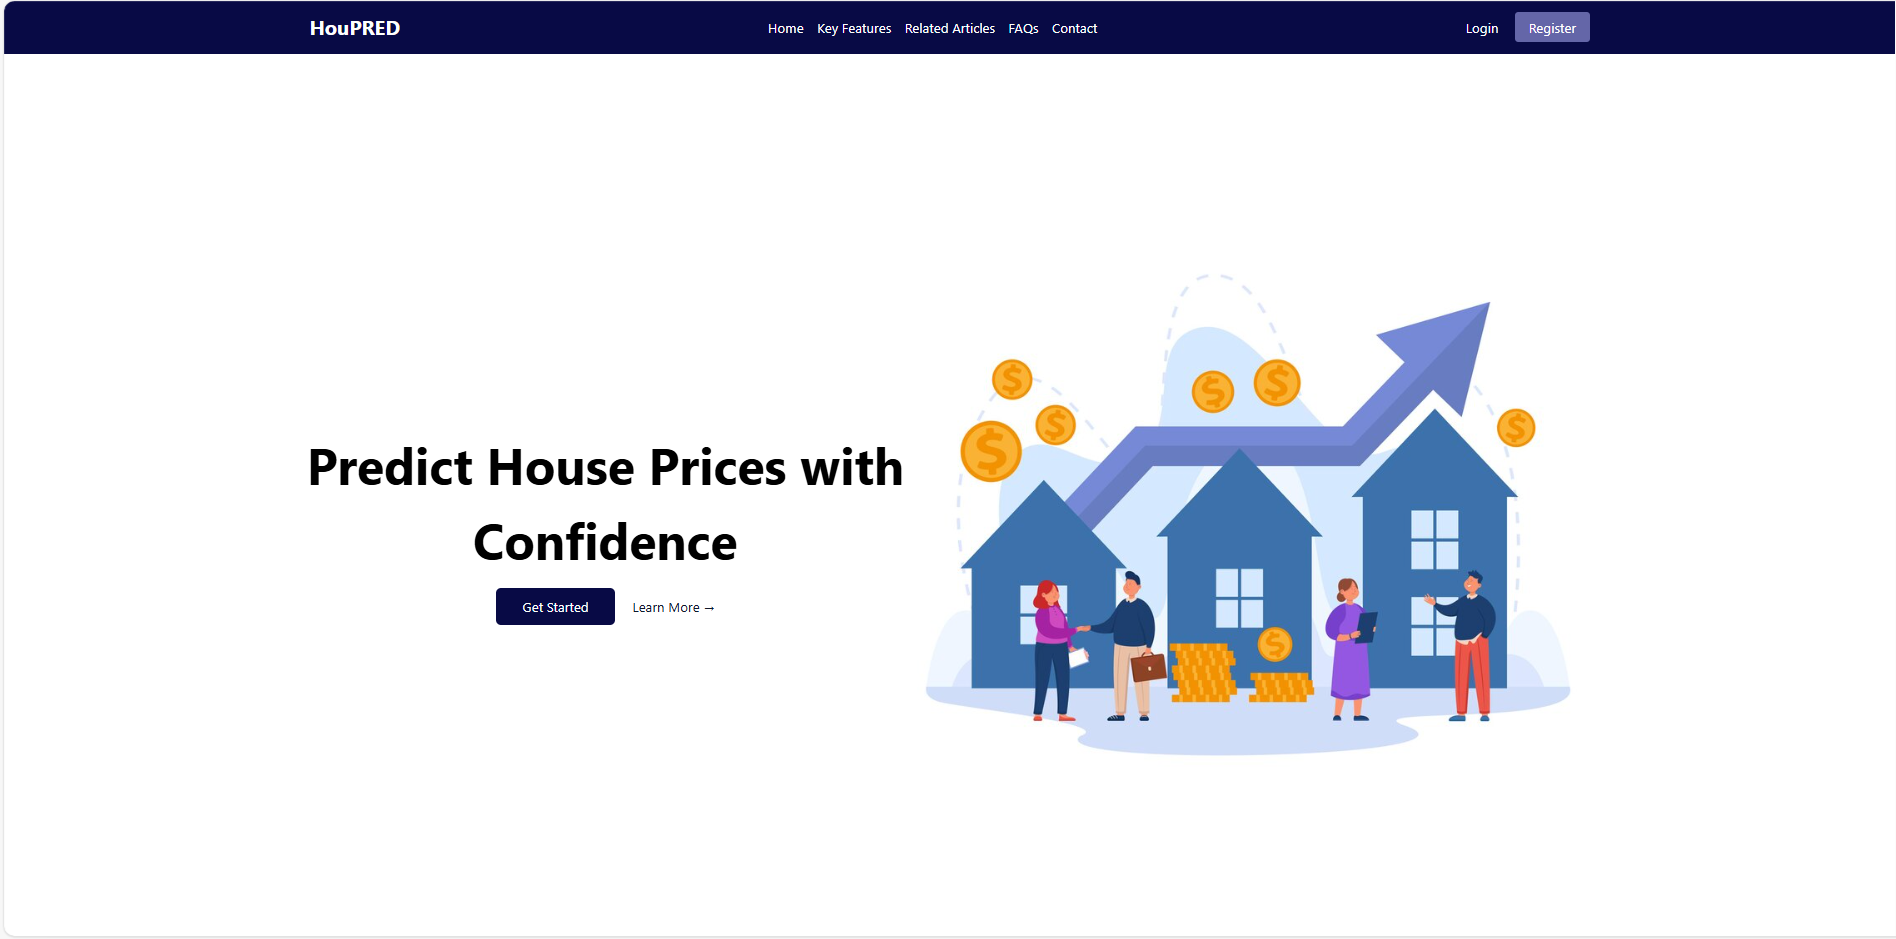 HouPRED
Home Key Features Related Articles FAQs Contact
Login Register
Predict House Prices with
Confidence
Get Started Learn More →
$
$
$
$
$
$
$